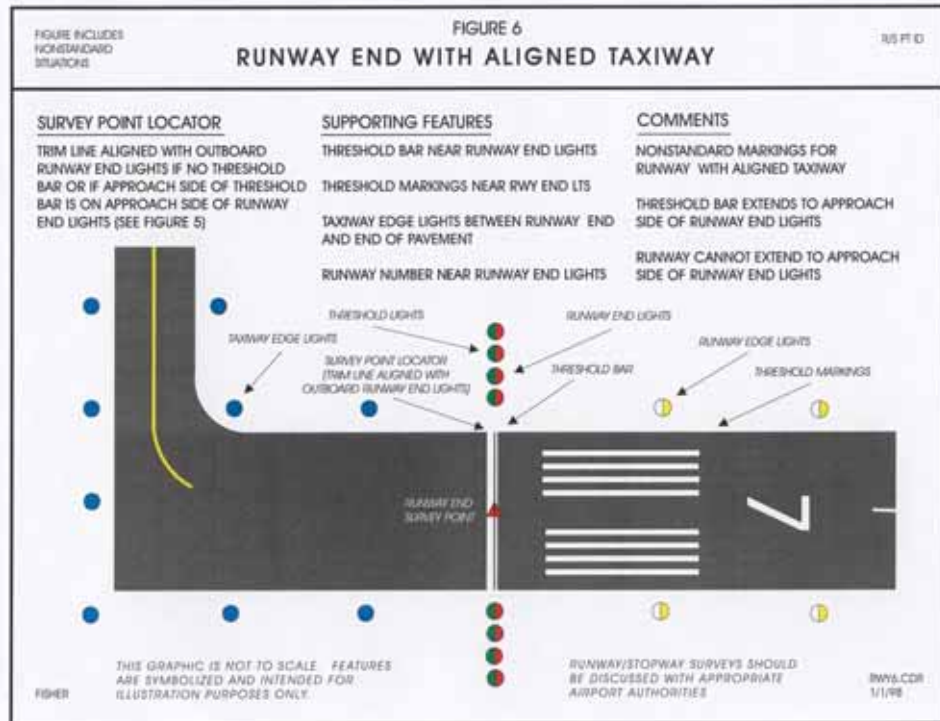 FIGURE INCLUDES
NONSTANDARD
SITUATIONS
FIGURE 6
RUNWAY END WITH ALIGNED TAXIWAY
R/S PT ID
SURVEY POINT LOCATOR
TRIM LINE ALIGNED WITH OUTBOARD
RUNWAY END LIGHTS IF NO THRESHOLD
BAR OR IF APPROACH SIDE OF THRESHOLD
BAR IS ON APPROACH SIDE OF RUNWAY
END LIGHTS (SEE FIGURE 5)
SUPPORTING FEATURES
THRESHOLD BAR NEAR RUNWAY END LIGHTS
THRESHOLD MARKINGS NEAR RWY END LTS
TAXIWAY EDGE LIGHTS BETWEEN RUNWAY END
AND END OF PAVEMENT
RUNWAY NUMBER NEAR RUNWAY END LIGHTS
COMMENTS
NONSTANDARD MARKINGS FOR
RUNWAY WITH ALIGNED TAXIWAY
THRESHOLD BAR EXTENDS TO APPROACH
SIDE OF RUNWAY END LIGHTS
RUNWAY CANNOT EXTEND TO APPROACH
SIDE OF RUNWAY END LIGHTS
THRESHOLD LIGHTS
RUNWAY END LIGHTS
TAXIWAY EDGE LIGHTS
RUNWAY EDGE LIGHTS
SURVEY POINT LOCATOR
(TRIM LINE ALIGNED WITH
OUTBOARD RUNWAY END LIGHTS)
THRESHOLD BAR
THRESHOLD MARKINGS
RUNWAY END
SURVEY POINT
7
THIS GRAPHIC IS NOT TO SCALE. FEATURES
ARE SYMBOLIZED AND INTENDED FOR
ILLUSTRATION PURPOSES ONLY.
RUNWAY/STOPWAY SURVEYS SHOULD
BE DISCUSSED WITH APPROPRIATE
AIRPORT AUTHORITIES
FISHER
RWY6.CDR
1/1/98